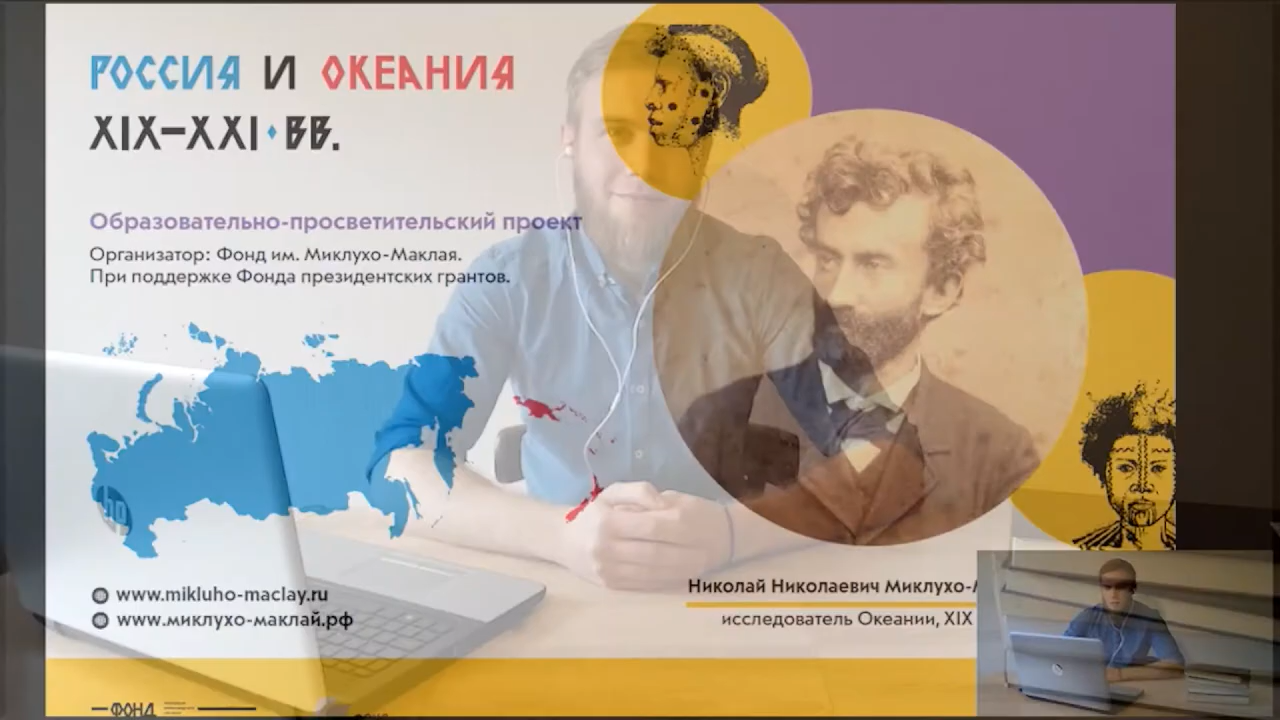 РОССИЯ И ОКЕАНИЯ
XIX–XXI·ВВ.
Образовательно-просветительский проект
Организатор: Фонд им. Миклухо-Маклая.
При поддержке Фонда президентских грантов.
www.mikluho-maclay.ru
www.миклухо-маклай.рф
Николай Николаевич Миклухо-
исследователь Океании, XIX
ФОНД
hp